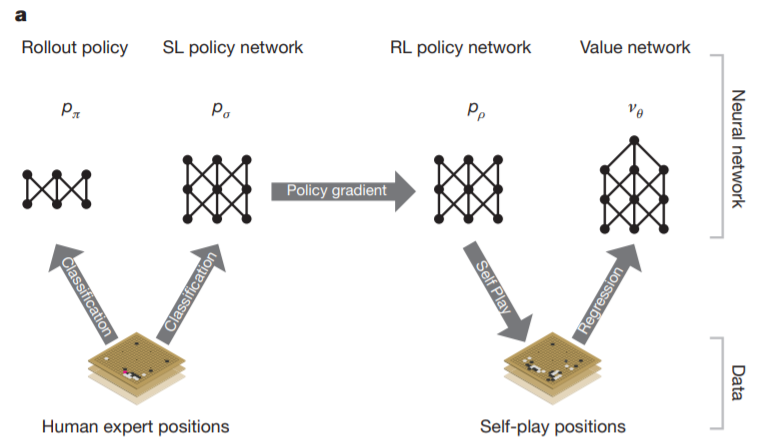 a
Rollout policy
SL policy network
RL policy network
Value network
pπ
pσ
pρ
νθ
Neural network
Policy gradient
Classification
Classification
Self Play
Regression
Data
Human expert positions
Self-play positions